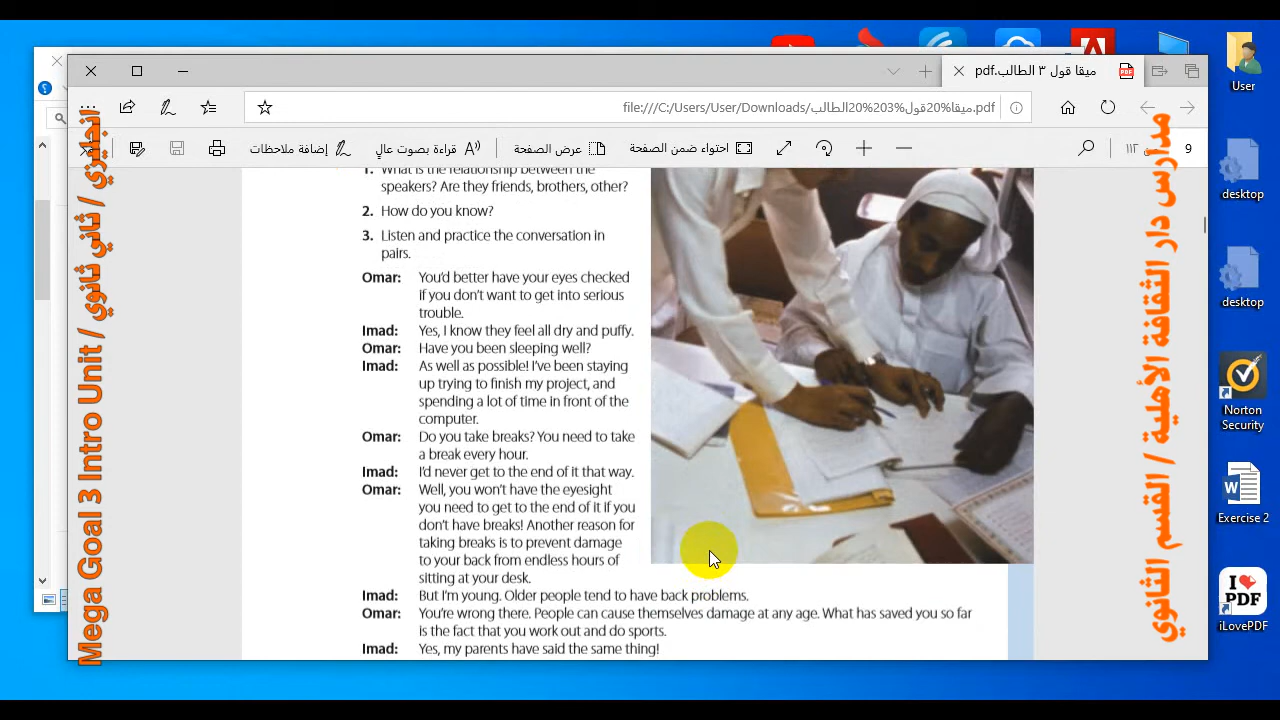 User
desktop
desktop
Norton
Security
Exercise 2
iLovePDF
ميقا قول ٣ الطالب.pdf
file:///C:/Users/User/Downloads/ميقا%20قول%203%20الطالب.pdf
إضافة ملاحظات
قراءة بصوت عالٍ
عرض الصفحة
احتواء ضمن الصفحة
9
من ١١٢
انجليزي / ثاني ثانوي / Mega Goal 3 Intro Unit
مدارس دار الثقافة الأهلية / القسم الثانوي
1. What is the relationship between the
speakers? Are they friends, brothers, other?
2. How do you know?
3. Listen and practice the conversation in
pairs.
Omar: You'd better have your eyes checked
if you don't want to get into serious
trouble.
Imad: Yes, I know they feel all dry and puffy.
Omar: Have you been sleeping well?
Imad: As well as possible! I've been staying
up trying to finish my project, and
spending a lot of time in front of the
computer.
Omar: Do you take breaks? You need to take
a break every hour.
Imad: I'd never get to the end of it that way.
Omar: Well, you won't have the eyesight
you need to get to the end of it if you
don't have breaks! Another reason for
taking breaks is to prevent damage
to your back from endless hours of
sitting at your desk.
Imad: But I'm young. Older people tend to have back problems.
Omar: You're wrong there. People can cause themselves damage at any age. What has saved you so far
is the fact that you work out and do sports.
Imad: Yes, my parents have said the same thing!